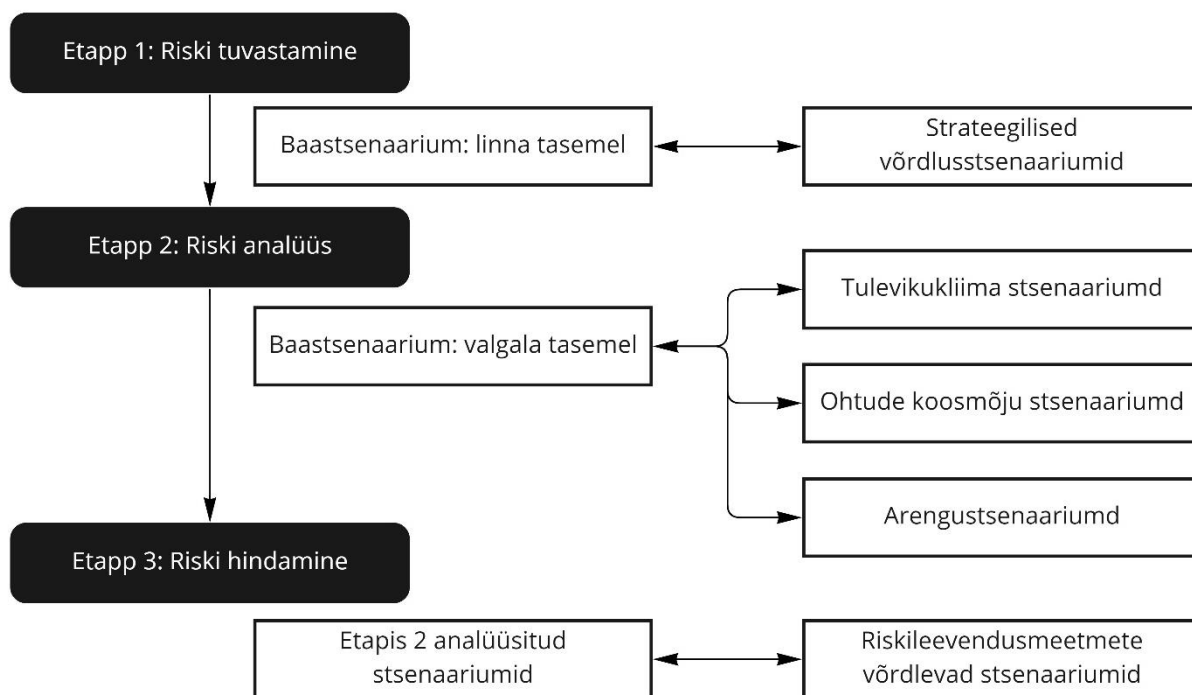 Etapp 1: Riski tuvastamine
Baastsenaarium: linna tasemel
Strateegilised
võrdlusstsenaariumid
Etapp 2: Riski analüüs
Baastsenaarium: valgala tasemel
Tulevikukliima stsenaariumd
Ohtude koosmõju stsenaariumd
Arengustsenaariumd
Etapp 3: Riski hindamine
Etapis 2 analüüsitud
stsenaariumid
Riskileevendusmeetmete
võrdlevad stsenaariumid